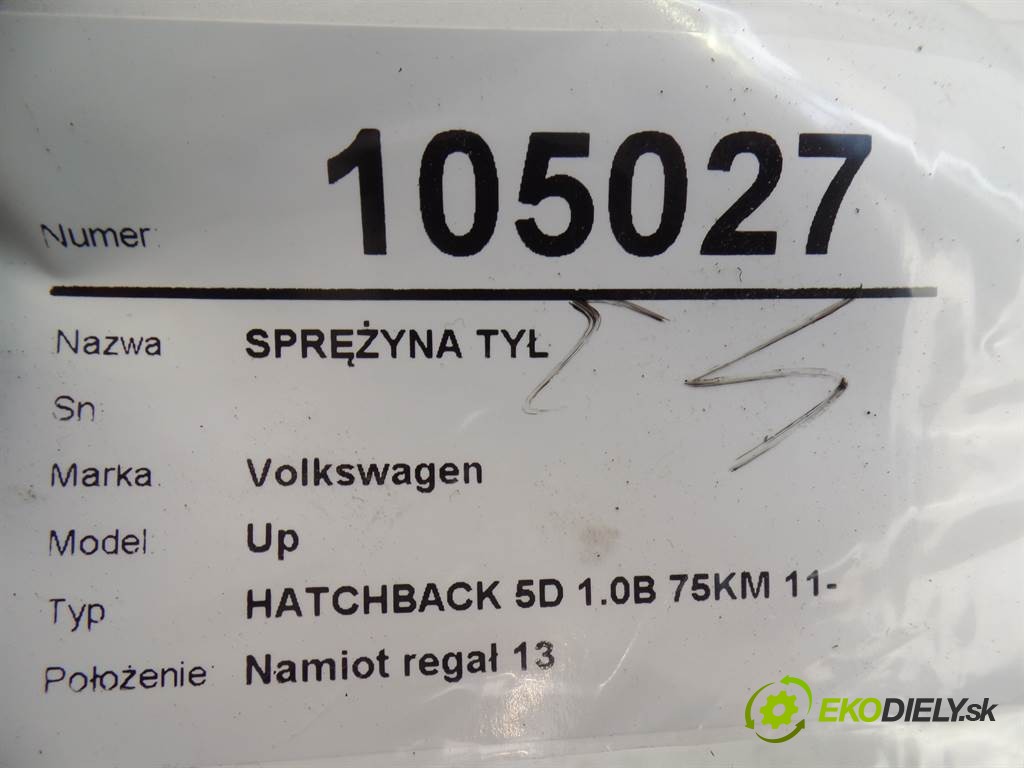 Numer: 105027
Nazwa SPRĘŻYNA TYŁ
Sn
Marka Volkswagen
Model: Up
Typ HATCHBACK 5D 1.0B 75KM 11-
Położenie: Namiot regał 13
EKODIELY.sk